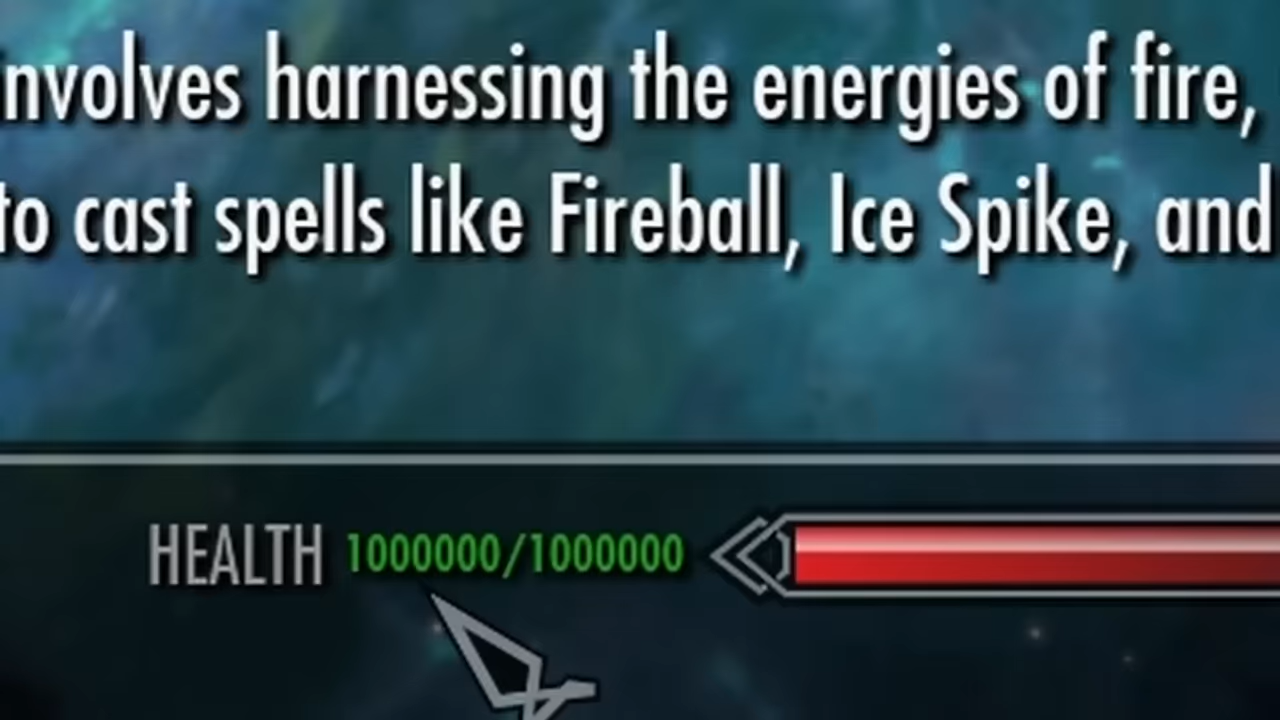 nvolves harnessing the energies of fire,
to cast spells like Fireball, Ice Spike, and
HEALTH 1000000/1000000